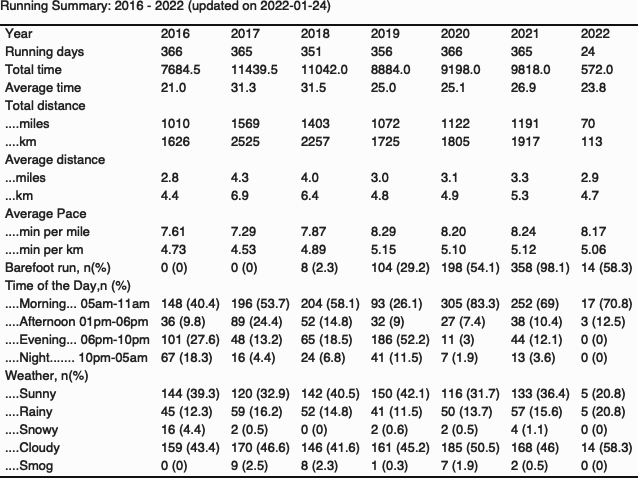 Running Summary: 2016 - 2022 (updated on 2022-01-24)
Year 2016 2017 2018 2019 2020 2021 2022
Running days 366 365 351 356 366 365 24
Total time 7684.5 11439.5 11042.0 8884.0 9198.0 9818.0 572.0
Average time 21.0 31.3 31.5 25.0 25.1 26.9 23.8
Total distance
....miles 1010 1569 1403 1072 1122 1191 70
....km 1626 2525 2257 1725 1805 1917 113
Average distance
...miles 2.8 4.3 4.0 3.0 3.1 3.3 2.9
...km 4.4 6.9 6.4 4.8 4.9 5.3 4.7
Average Pace
....min per mile 7.61 7.29 7.87 8.29 8.20 8.24 8.17
....min per km 4.73 4.53 4.89 5.15 5.10 5.12 5.06
Barefoot run, n(%) 0 (0) 0 (0) 8 (2.3) 104 (29.2) 198 (54.1) 358 (98.1) 14 (58.3)
Time of the Day,n (%)
....Morning... 05am-11am 148 (40.4) 196 (53.7) 204 (58.1) 93 (26.1) 305 (83.3) 252 (69) 17 (70.8)
....Afternoon 01pm-06pm 36 (9.8) 89 (24.4) 52 (14.8) 32 (9) 27 (7.4) 38 (10.4) 3 (12.5)
....Evening... 06pm-10pm 101 (27.6) 48 (13.2) 65 (18.5) 186 (52.2) 11 (3) 44 (12.1) 0 (0)
....Night....... 10pm-05am 67 (18.3) 16 (4.4) 24 (6.8) 41 (11.5) 7 (1.9) 13 (3.6) 0 (0)
Weather, n(%)
....Sunny 144 (39.3) 120 (32.9) 142 (40.5) 150 (42.1) 116 (31.7) 133 (36.4) 5 (20.8)
....Rainy 45 (12.3) 59 (16.2) 52 (14.8) 41 (11.5) 50 (13.7) 57 (15.6) 5 (20.8)
....Snowy 16 (4.4) 2 (0.5) 0 (0) 2 (0.6) 2 (0.5) 4 (1.1) 0 (0)
....Cloudy 159 (43.4) 170 (46.6) 146 (41.6) 161 (45.2) 185 (50.5) 168 (46) 14 (58.3)
....Smog 0 (0) 9 (2.5) 8 (2.3) 1 (0.3) 7 (1.9) 2 (0.5) 0 (0)